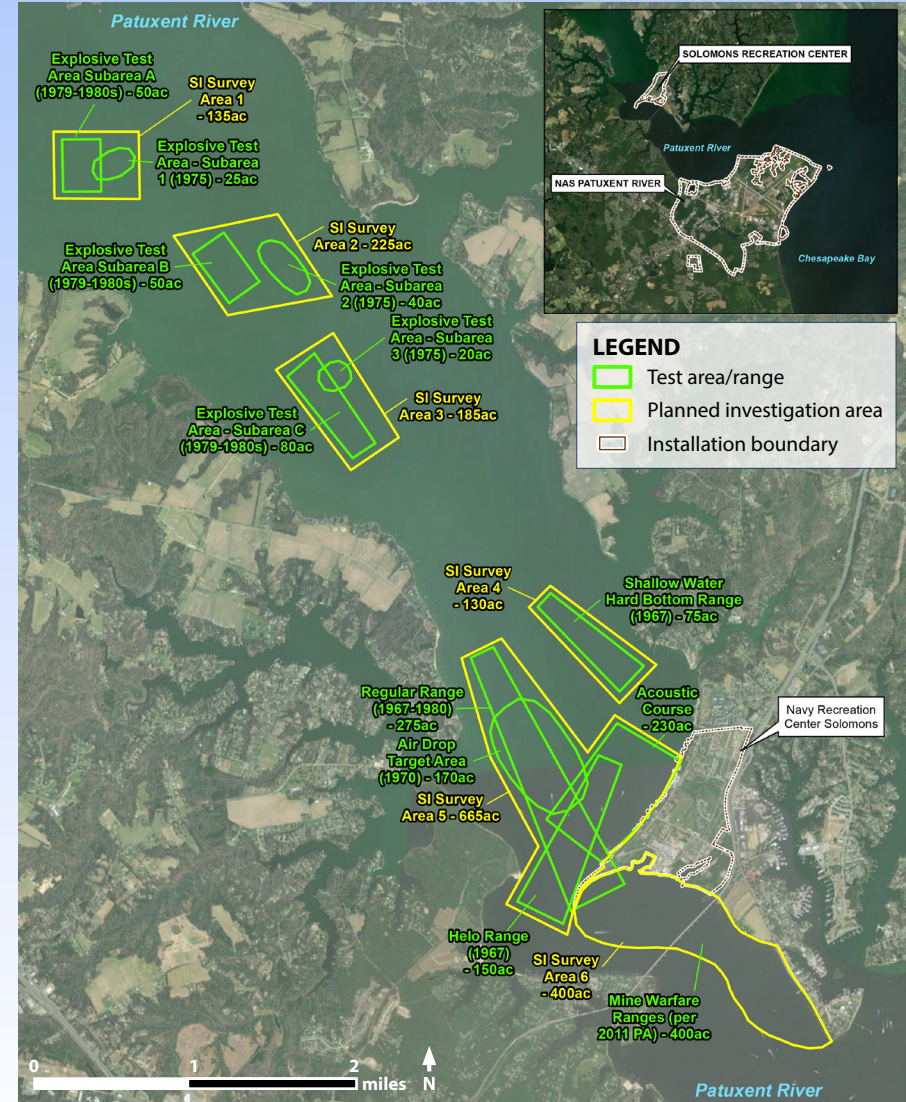 Patuxent River
Explosive Test
Area Subarea A
(1979-1980s) - 50ac
SI Survey
Area 1
- 135ac
Explosive Test
Area - Subarea
1 (1975) - 25ac
SI Survey
Area 2 - 225ac
Explosive Test
Area Subarea B
(1979-1980s) - 50ac
Explosive Test
Area - Subarea
2 (1975) - 40ac
Explosive Test
Area - Subarea
3 (1975) - 20ac
SI Survey
Area 3 - 185ac
Explosive Test
Area - Subarea C
(1979-1980s) - 80ac
SOLOMONS RECREATION CENTER
Patuxent River
NAS PATUXENT RIVER
Chesapeake Bay
LEGEND
Test area/range
Planned investigation area
Installation boundary
SI Survey
Area 4
- 130ac
Shallow Water
Hard Bottom Range
(1967) - 75ac
Regular Range
(1967-1980)
- 275ac
Acoustic
Course
- 230ac
Navy Recreation
Center Solomons
Air Drop
Target Area
(1970) - 170ac
SI Survey
Area 5 - 665ac
Helo Range
(1967)
- 150ac
SI Survey
Area 6
- 400ac
Mine Warfare
Ranges (per
2011 PA) - 400ac
0 1 2
miles N
Patuxent River